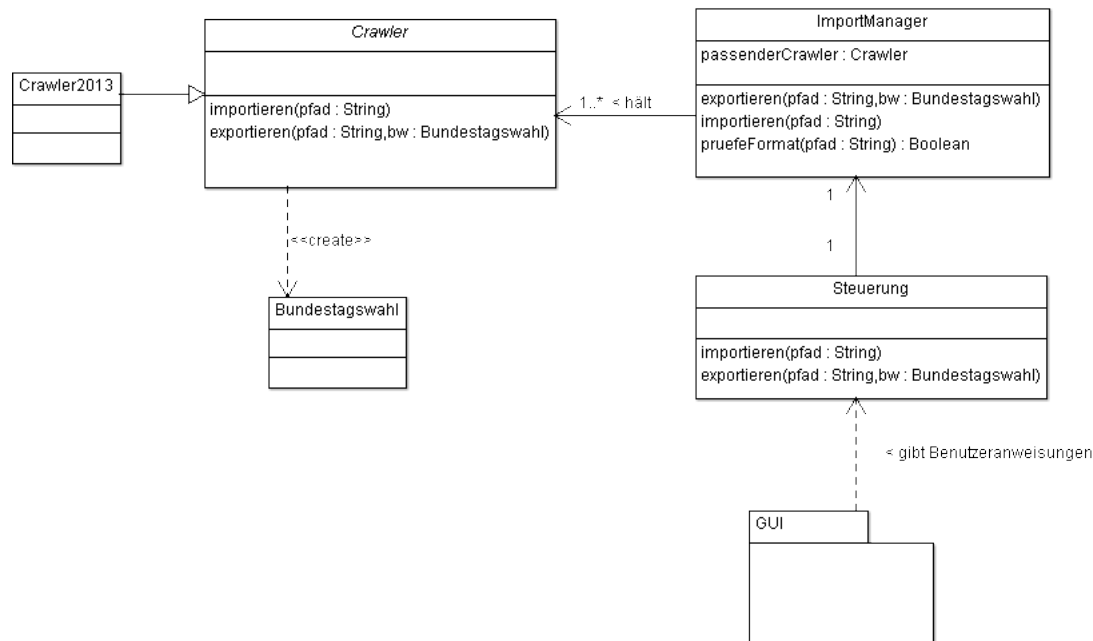 Crawler
ImportManager
passenderCrawler : Crawler
Crawler2013
importieren(pfad : String)
exportieren(pfad : String,bw : Bundestagswahl)
1..* < hält
exportieren(pfad : String,bw : Bundestagswahl)
importieren(pfad : String)
pruefeFormat(pfad : String) : Boolean
1
1
<<create>>
Bundestagswahl
Steuerung
importieren(pfad : String)
exportieren(pfad : String,bw : Bundestagswahl)
< gibt Benutzeranweisungen
GUI